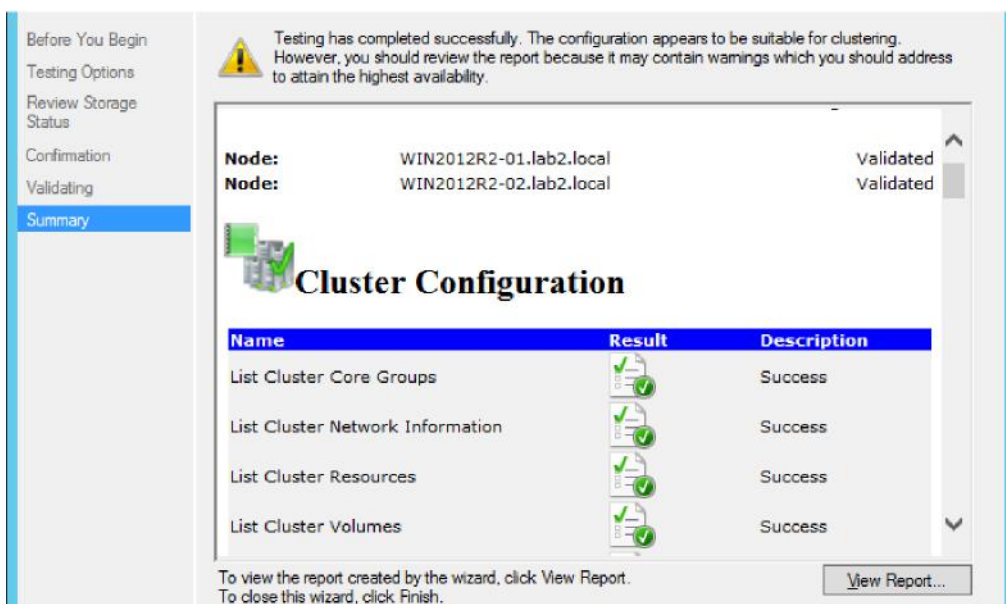 Before You Begin
Testing Options
Review Storage
Status
Confirmation
Validating
Summary
Testing has completed successfully. The configuration appears to be suitable for clustering.
However, you should review the report because it may contain warnings which you should address
to attain the highest availability.
Node: WIN2012R2-01.lab2.local Validated
Node: WIN2012R2-02.lab2.local Validated
Cluster Configuration
Name Result Description
List Cluster Core Groups Success
List Cluster Network Information Success
List Cluster Resources Success
List Cluster Volumes Success
To view the report created by the wizard, click View Report.
To close this wizard, click Finish.
View Report...